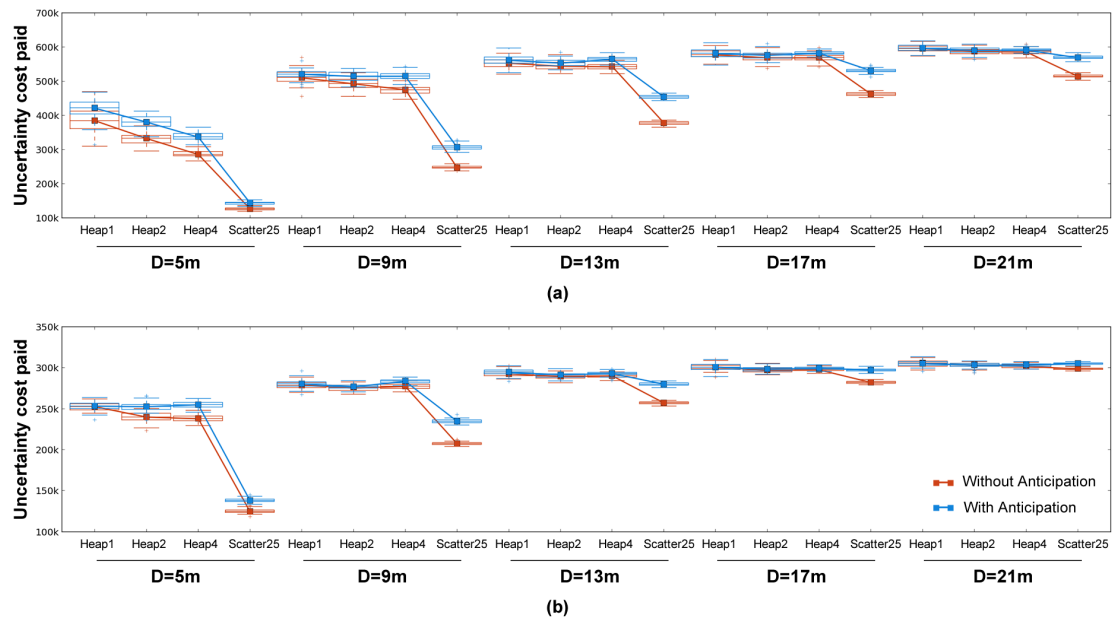 Uncertainty cost paid
700k
600k
500k
400k
300k
200k
100k
Heap1 Heap2 Heap4 Scatter25 Heap1 Heap2 Heap4 Scatter25 Heap1 Heap2 Heap4 Scatter25 Heap1 Heap2 Heap4 Scatter25 Heap1 Heap2 Heap4 Scatter25
D=5m D=9m D=13m D=17m D=21m
(a)
Uncertainty cost paid
350k
300k
250k
200k
150k
100k
Without Anticipation
With Anticipation
Heap1 Heap2 Heap4 Scatter25 Heap1 Heap2 Heap4 Scatter25 Heap1 Heap2 Heap4 Scatter25 Heap1 Heap2 Heap4 Scatter25 Heap1 Heap2 Heap4 Scatter25
D=5m D=9m D=13m D=17m D=21m
(b)